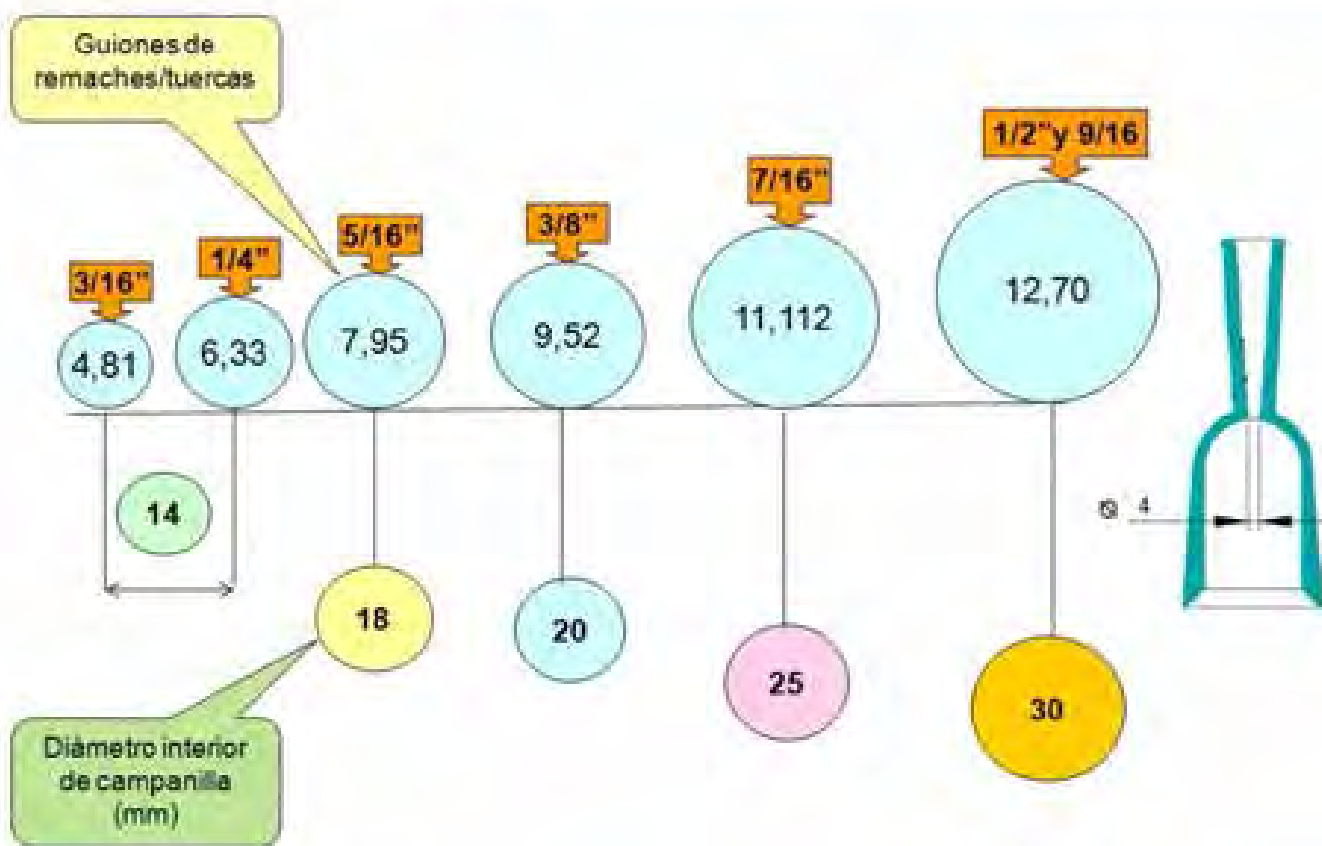 Guiones de
remaches/tuercas
1/2"y 9/16
7/16"
3/8"
5/16"
1/4"
3/16"
4,81
6,33
7,95
9,52
11,112
12,70
14
4
18
20
25
30
Diámetro interior
de campanilla
(mm)